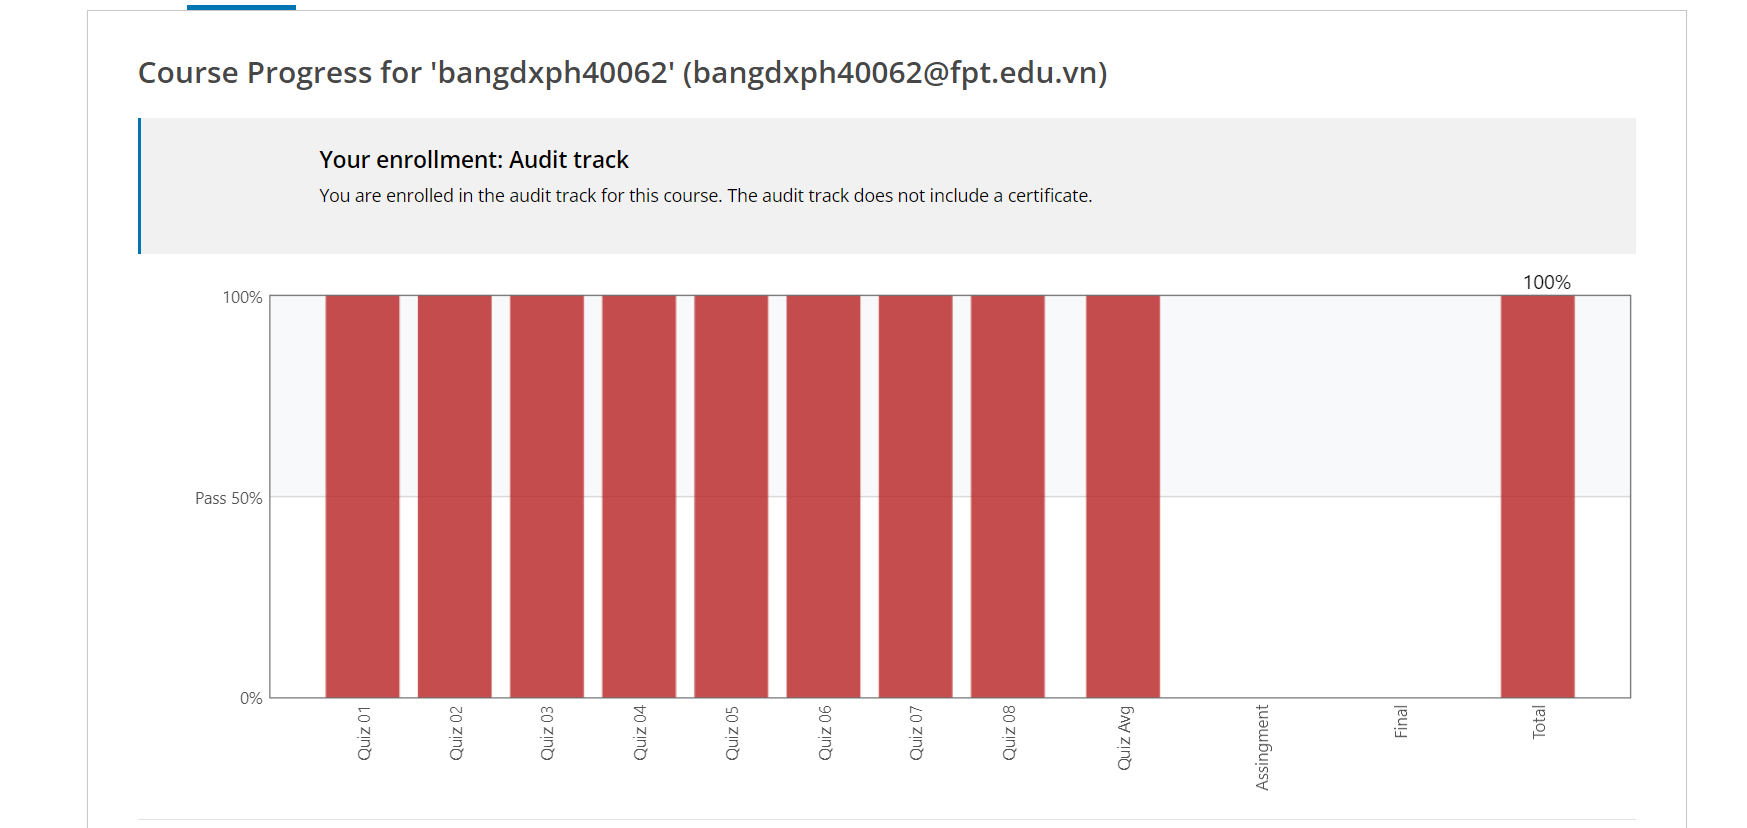 Course Progress for 'bangdxph40062' (bangdxph40062@fpt.edu.vn)
Your enrollment: Audit track
You are enrolled in the audit track for this course. The audit track does not include a certificate.
100%
100%
Pass 50%
0%
Quiz 01
Quiz 02
Quiz 03
Quiz 04
Quiz 05
Quiz 06
Quiz 07
Quiz 08
Quiz Avg
Assingment
Final
Total